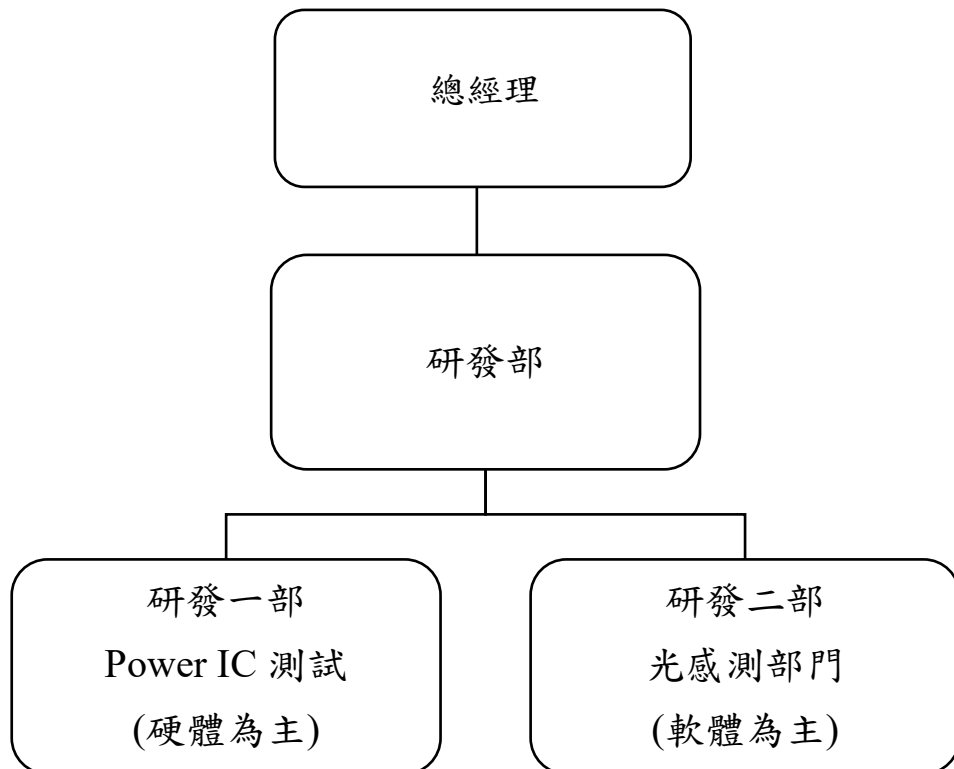 總經理
研發部
研發一部
Power IC 測試
(硬體為主)
研發二部
光感測部門
(軟體為主)